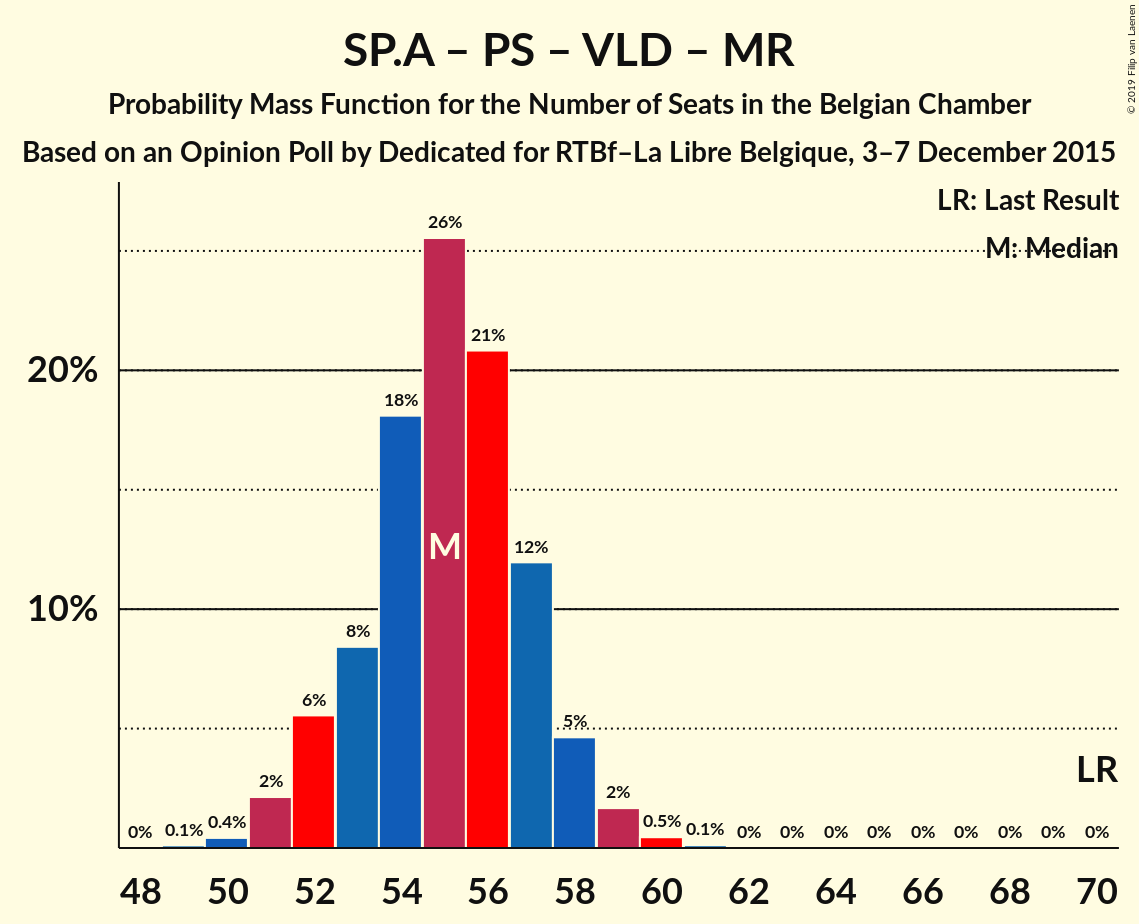 SP.A – PS – VLD – MR
Probability Mass Function for the Number of Seats in the Belgian Chamber
Based on an Opinion Poll by Dedicated for RTBf–La Libre Belgique, 3–7 December 2015
© 2019 Filip van Laenen
LR: Last Result
M: Median
26%
21%
20%
18%
M
12%
10%
8%
6%
5%
LR
2%
2%
0% 0.1% 0.4% 0.5% 0.1% 0% 0% 0% 0% 0% 0% 0% 0% 0%
48 50 52 54 56 58 60 62 64 66 68 70